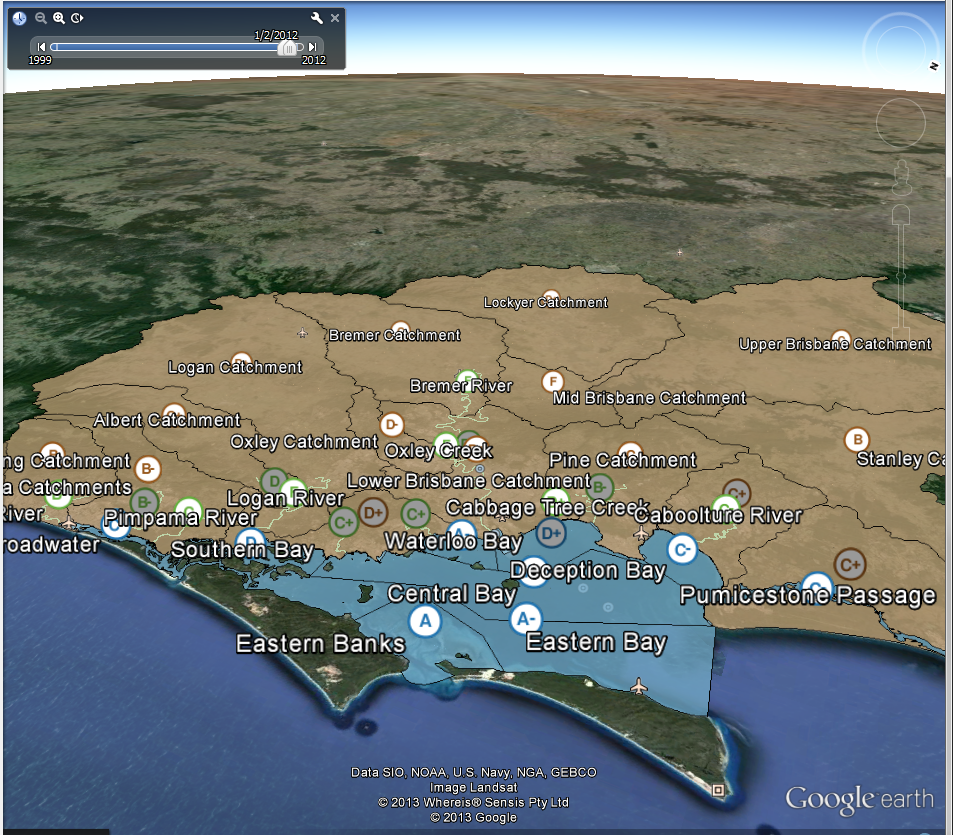 1/2/2012
1999
2012
N
Lockyer Catchment
Bremer Catchment
Upper Brisbane Catchment
Logan Catchment
Bremer River
F
Mid Brisbane Catchment
Albert Catchment
D-
Oxley Catchment
Oxley Creek
B
ng Catchment
B-
Pine Catchment
Stanley Ca
a Catchments
Lower Brisbane Catchment
D
B-
C+
Logan River
B-
Cabbage Tree Creek
Caboolture River
River
Pimpama River
C+
D+
C+
roadwater
Southern Bay
Waterloo Bay
D+
C-
C+
Deception Bay
Central Bay
Pumicestone Passage
A
A-
Eastern Banks
Eastern Bay
Data SIO, NOAA, U.S. Navy, NGA, GEBCO
Image Landsat
© 2013 Whereis® Sensis Pty Ltd
© 2013 Google
Google earth